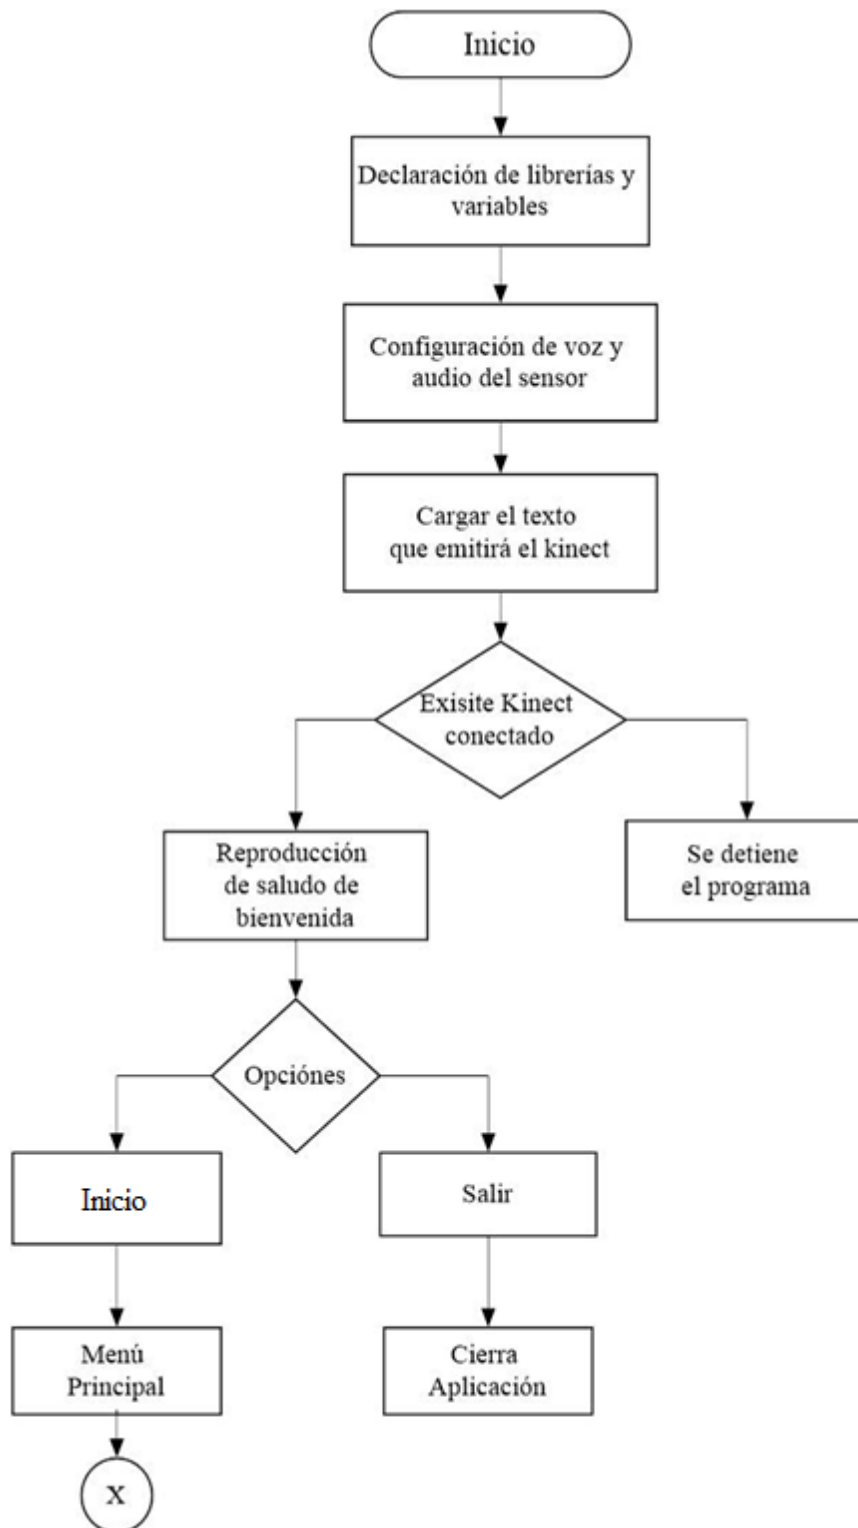 Inicio
Declaración de librerías y
variables
Configuración de voz y
audio del sensor
Cargar el texto
que emitirá el kinect
Exisite Kinect
conectado
Reproducción
de saludo de
bienvenida
Se detiene
el programa
Opciónes
Inicio
Salir
Menú
Principal
Cierra
Aplicación
X